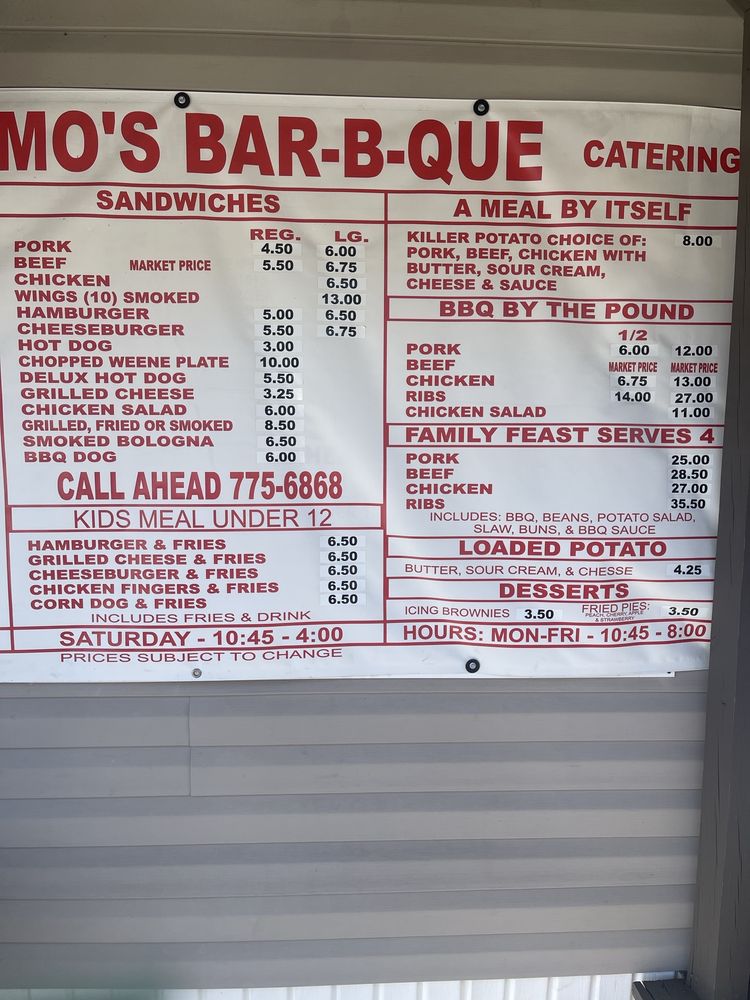 MO'S BAR-B-QUE CATERING
SANDWICHES
REG. LG.
PORK 4.50 6.00
BEEF MARKET PRICE 5.50 6.75
CHICKEN 6.50
WINGS (10) SMOKED 13.00
HAMBURGER 5.00 6.50
CHEESEBURGER 5.50 6.75
HOT DOG 3.00
CHOPPED WEENE PLATE 10.00
DELUX HOT DOG 5.50
GRILLED CHEESE 3.25
CHICKEN SALAD 6.00
GRILLED, FRIED OR SMOKED 8.50
SMOKED BOLOGNA 6.50
BBQ DOG 6.00
CALL AHEAD 775-6868
KIDS MEAL UNDER 12
HAMBURGER & FRIES 6.50
GRILLED CHEESE & FRIES 6.50
CHEESEBURGER & FRIES 6.50
CHICKEN FINGERS & FRIES 6.50
CORN DOG & FRIES 6.50
INCLUDES FRIES & DRINK
SATURDAY - 10:45 - 4:00
PRICES SUBJECT TO CHANGE
A MEAL BY ITSELF
KILLER POTATO CHOICE OF: 8.00
PORK, BEEF, CHICKEN WITH
BUTTER, SOUR CREAM,
CHEESE & SAUCE
BBQ BY THE POUND
1/2
PORK 6.00 12.00
BEEF MARKET PRICE MARKET PRICE
CHICKEN 6.75 13.00
RIBS 14.00 27.00
CHICKEN SALAD 11.00
FAMILY FEAST SERVES 4
PORK 25.00
BEEF 28.50
CHICKEN 27.00
RIBS 35.50
INCLUDES: BBQ, BEANS, POTATO SALAD,
SLAW, BUNS, & BBQ SAUCE
LOADED POTATO
BUTTER, SOUR CREAM, & CHESSE 4.25
DESSERTS
ICING BROWNIES 3.50 FRIED PIES: 3.50
PEACH, CHERRY, APPLE
& STRAWBERRY
HOURS: MON-FRI - 10:45 - 8:00